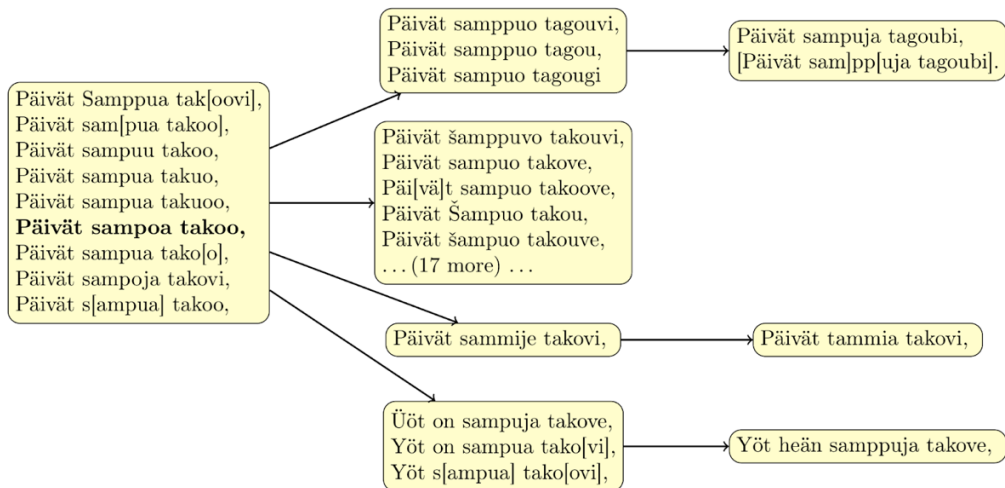 Päivät Samppua tak[oovi],
Päivät sam[pua takoo],
Päivät sampuu takoo,
Päivät sampua takuo,
Päivät sampua takuoo,
Päivät sampoa takoo,
Päivät sampua tako[o],
Päivät sampoja takovi,
Päivät s[ampua] takoo,
Päivät samppuo tagouvi,
Päivät samppuo tagou,
Päivät sampuo tagougi
Päivät sampuja tagoubi,
[Päivät sam]pp[uja tagoubi].
Päivät šamppuvo takouvi,
Päivät sampuo takove,
Päi[vä]t sampuo takoove,
Päivät Šampuo takou,
Päivät šampuo takouve,
... (17 more) ...
Päivät sammije takovi,
Päivät tammia takovi,
Üöt on sampuja takove,
Yöt on sampua tako[vi],
Yöt s[ampua] tako[ovi],
Yöt heän samppuja takove,